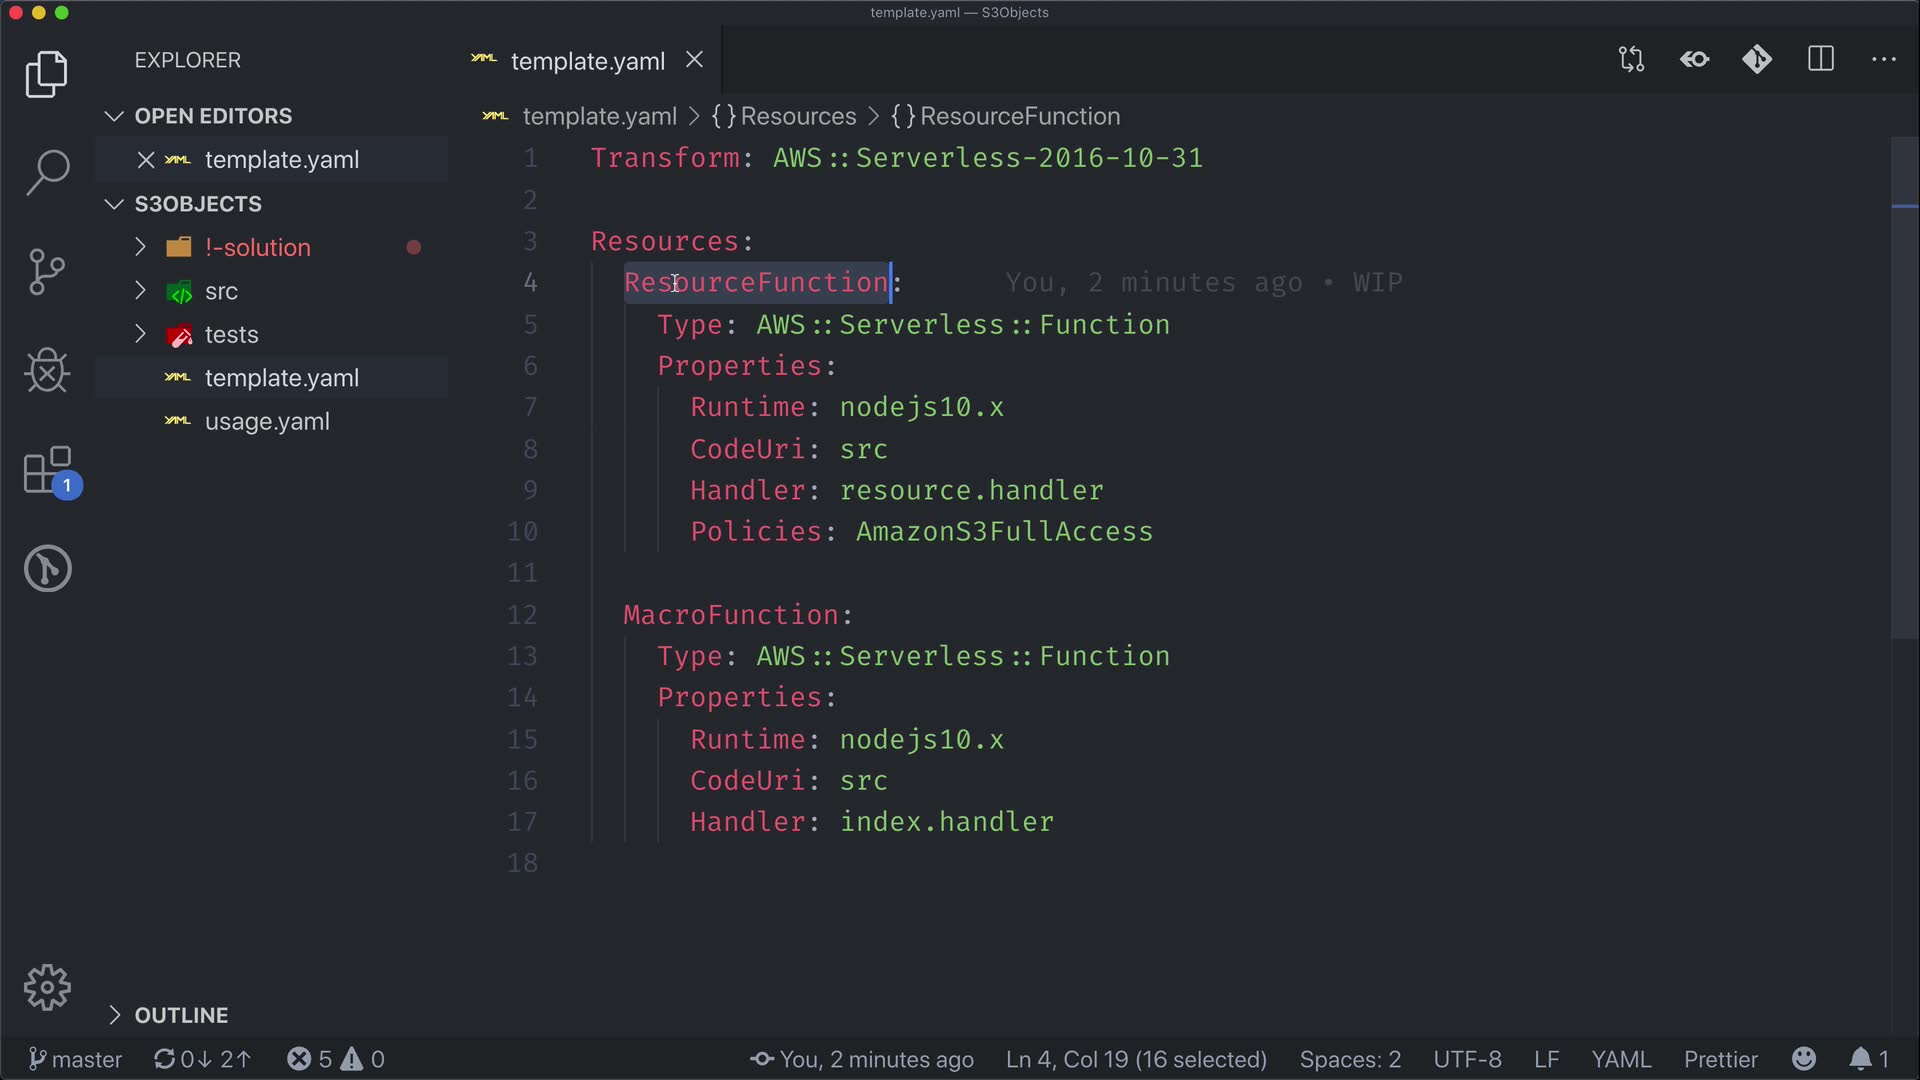 template.yaml — S3Objects
EXPLORER
OPEN EDITORS
template.yaml
S3OBJECTS
!-solution
src
tests
template.yaml
usage.yaml
1
OUTLINE
YAML template.yaml
YAML template.yaml > {} Resources > {} ResourceFunction
1 Transform: AWS::Serverless-2016-10-31
2
3 Resources:
4 ResourceFunction: You, 2 minutes ago • WIP
5 Type: AWS::Serverless::Function
6 Properties:
7 Runtime: nodejs10.x
8 CodeUri: src
9 Handler: resource.handler
10 Policies: AmazonS3FullAccess
11
12 MacroFunction:
13 Type: AWS::Serverless::Function
14 Properties:
15 Runtime: nodejs10.x
16 CodeUri: src
17 Handler: index.handler
18
master 0↓ 2↑ 5 0 You, 2 minutes ago Ln 4, Col 19 (16 selected) Spaces: 2 UTF-8 LF YAML Prettier 1